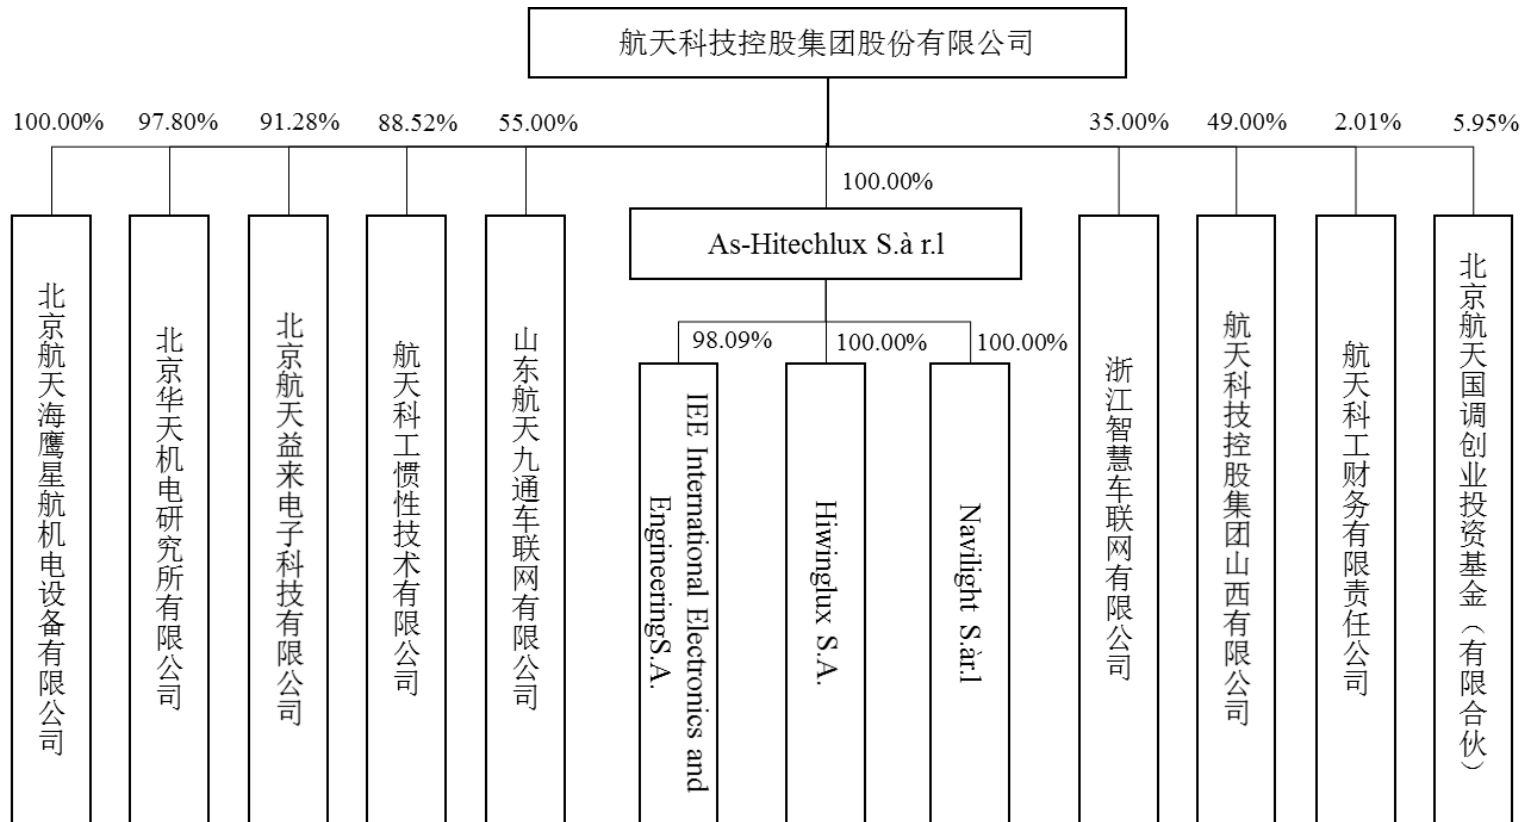 航天科技控股集团股份有限公司
100.00%
97.80%
91.28%
88.52%
55.00%
35.00%
49.00%
2.01%
5.95%
100.00%
As-Hitechlux S.à r.l
98.09%
100.00%
100.00%
北京航天海鹰星航机电设备有限公司
北京华天机电研究所有限公司
北京航天益来电子科技有限公司
航天科工惯性技术有限公司
山东航天九通车联网有限公司
IEE International Electronics and
EngineeringS.A.
Hiwinglux S.A.
Navilight S.àr.l
浙江智慧车联网有限公司
航天科技控股集团山西有限公司
航天科工财务有限责任公司
北京航天国调创业投资基金（有限合伙）